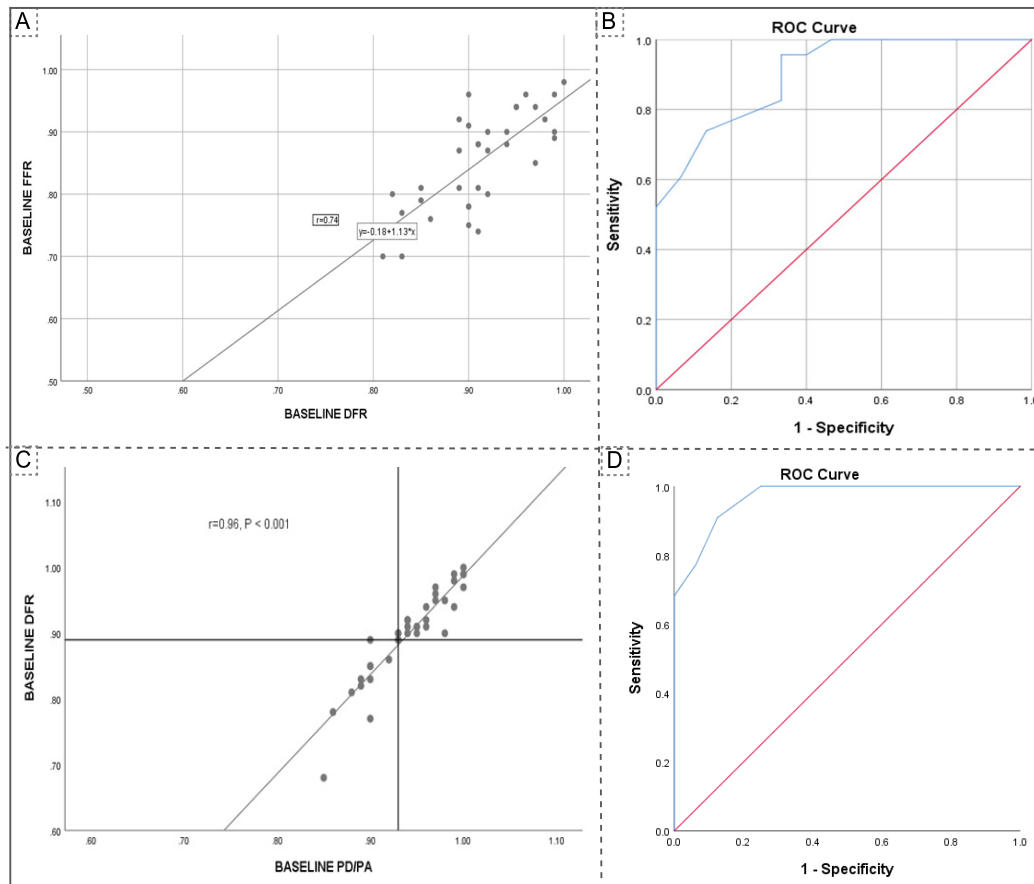 A
BASELINE FFR
1.00
.90
.80
.70
.60
.50
r=0.74
y=-0.18+1.13*x
.50
.60
.70
.80
.90
1.00
BASELINE DFR
B
ROC Curve
Sensitivity
1.0
0.8
0.6
0.4
0.2
0.0
0.0
0.2
0.4
0.6
0.8
1.0
1 - Specificity
C
BASELINE DFR
1.10
1.00
.90
.80
.70
.60
r=0.96, P < 0.001
.60
.70
.80
.90
1.00
1.10
BASELINE PD/PA
D
ROC Curve
Sensitivity
1.0
0.8
0.6
0.4
0.2
0.0
0.0
0.2
0.4
0.6
0.8
1.0
1 - Specificity